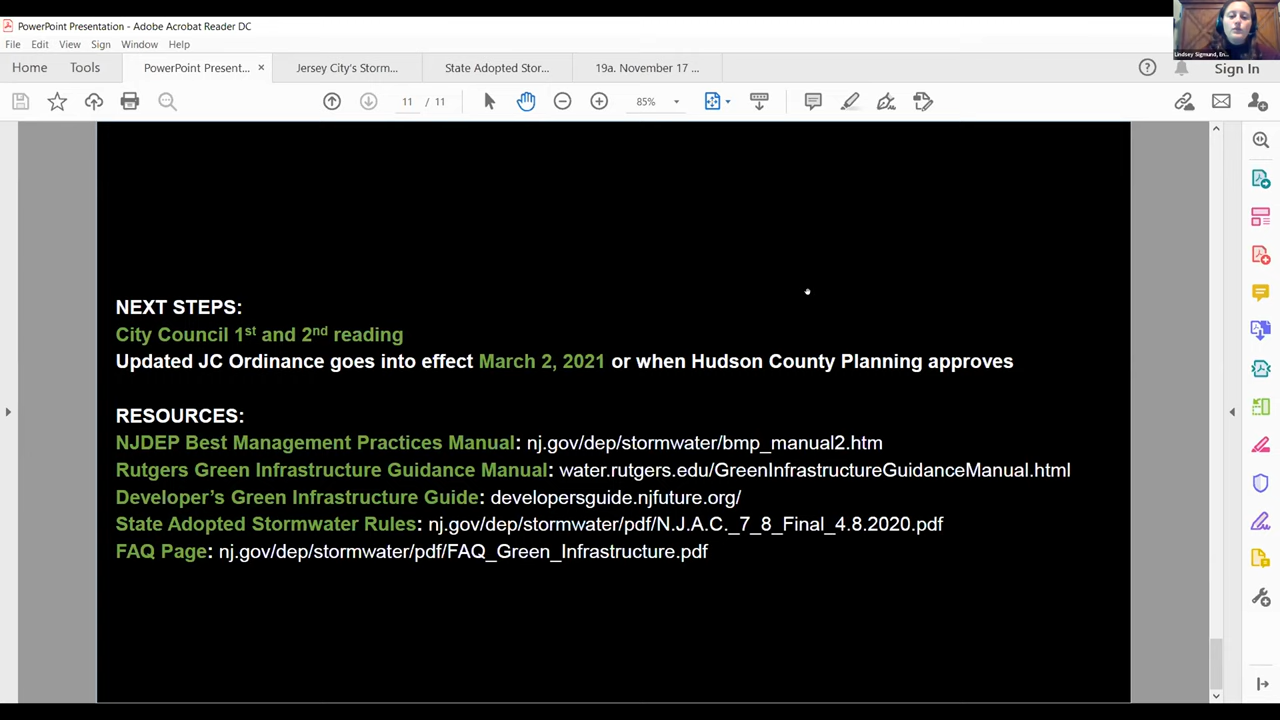 PowerPoint Presentation - Adobe Acrobat Reader DC
File Edit View Sign Window Help
Home Tools PowerPoint Present... × Jersey City's Storm... State Adopted Stor... 19a. November 17 ... Sign In
11 / 11 85%
Lindsey Sigmund, En...
NEXT STEPS:
City Council 1st and 2nd reading
Updated JC Ordinance goes into effect March 2, 2021 or when Hudson County Planning approves
RESOURCES:
NJDEP Best Management Practices Manual: nj.gov/dep/stormwater/bmp_manual2.htm
Rutgers Green Infrastructure Guidance Manual: water.rutgers.edu/GreenInfrastructureGuidanceManual.html
Developer's Green Infrastructure Guide: developersguide.njfuture.org/
State Adopted Stormwater Rules: nj.gov/dep/stormwater/pdf/N.J.A.C._7_8_Final_4.8.2020.pdf
FAQ Page: nj.gov/dep/stormwater/pdf/FAQ_Green_Infrastructure.pdf